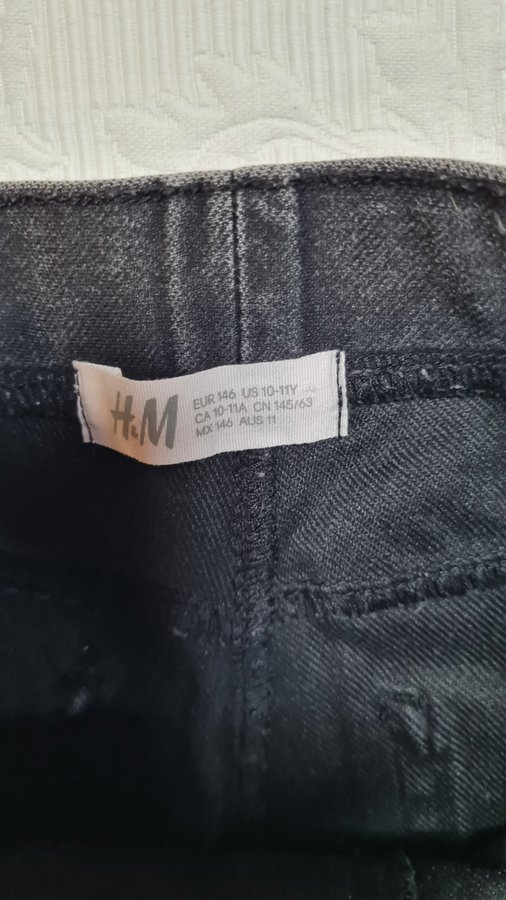 H&M
EUR 146 US 10-11Y
CA 10-11A CN 145/63
MX 146 AUS 11